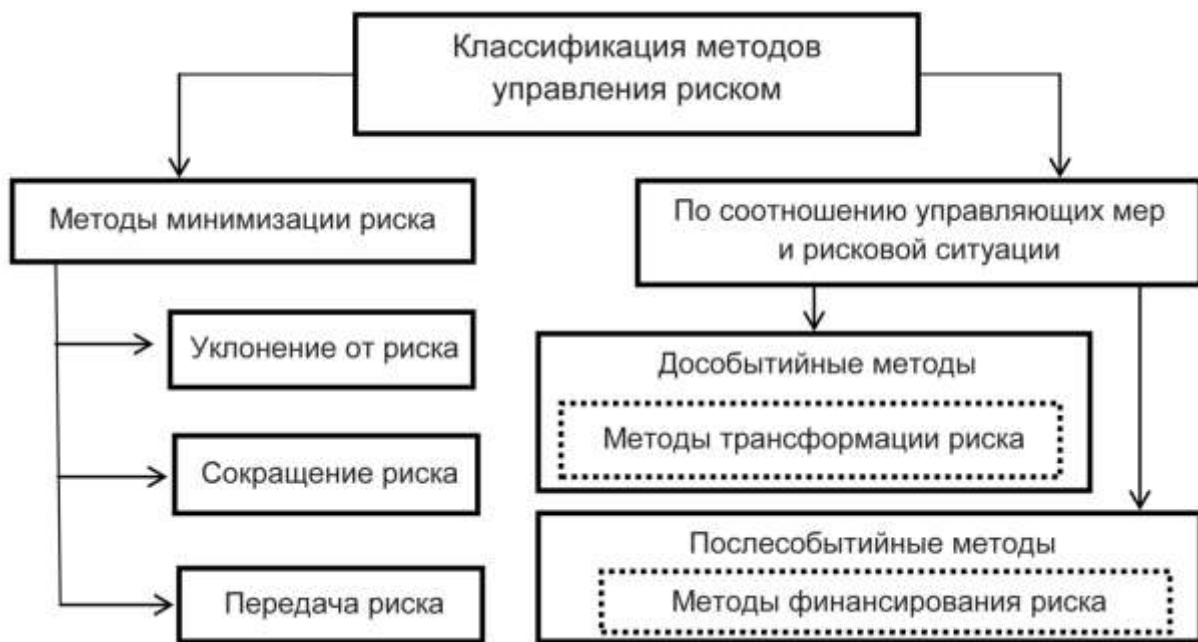 Классификация методов
управления риском
Методы минимизации риска
Уклонение от риска
Сокращение риска
Передача риска
По соотношению управляющих мер
и рисковой ситуации
Дособытийные методы
Методы трансформации риска
Послесобытийные методы
Методы финансирования риска